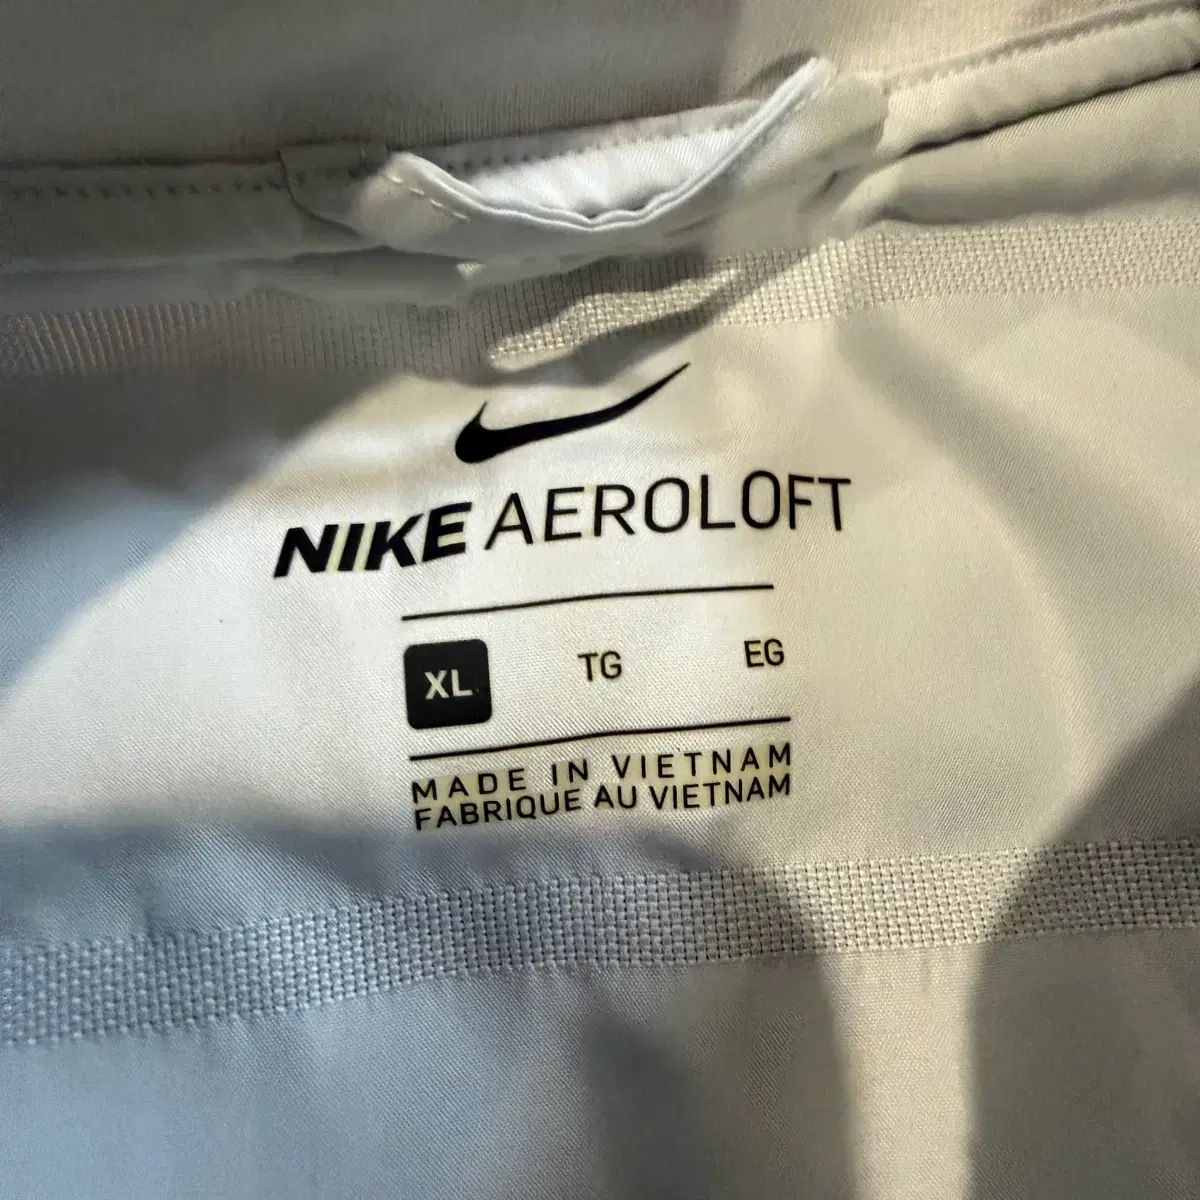 NIKE AEROLOFT
XL TG EG
MADE IN VIETNAM
FABRIQUE AU VIETNAM